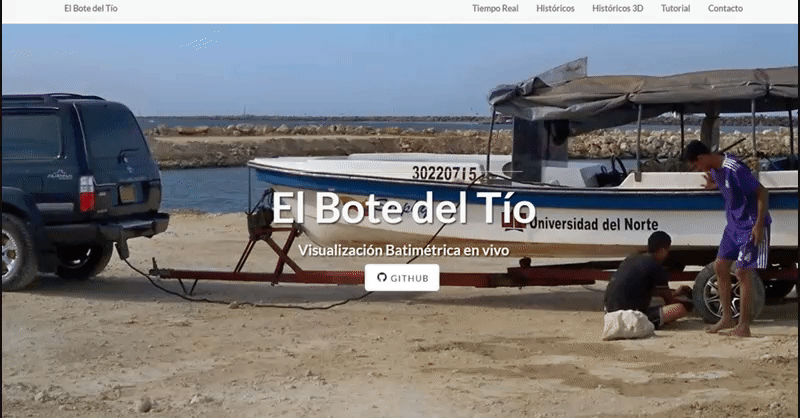 El Bote del Tío
Tiempo Real
Históricos
Históricos 3D
Tutorial
Contacto
30220715
Universidad del Norte
El Bote del Tío
Visualización Batimétrica en vivo
GITHUB